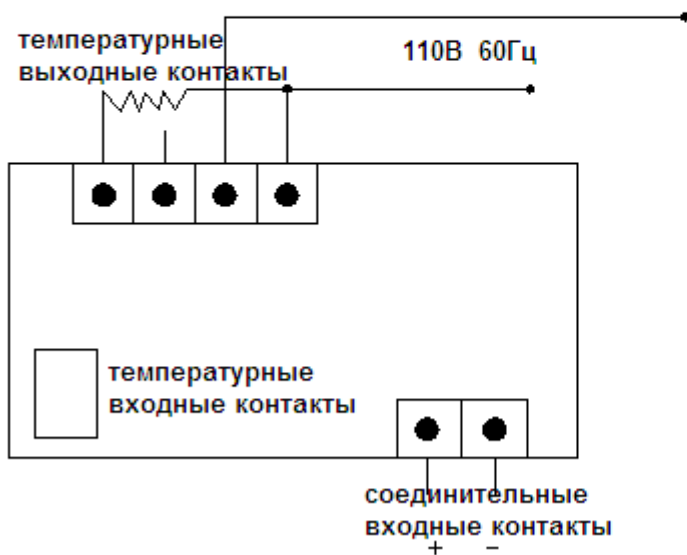 температурные
выходные контакты
110В 60Гц
температурные
входные контакты
соединительные
входные контакты
+ −